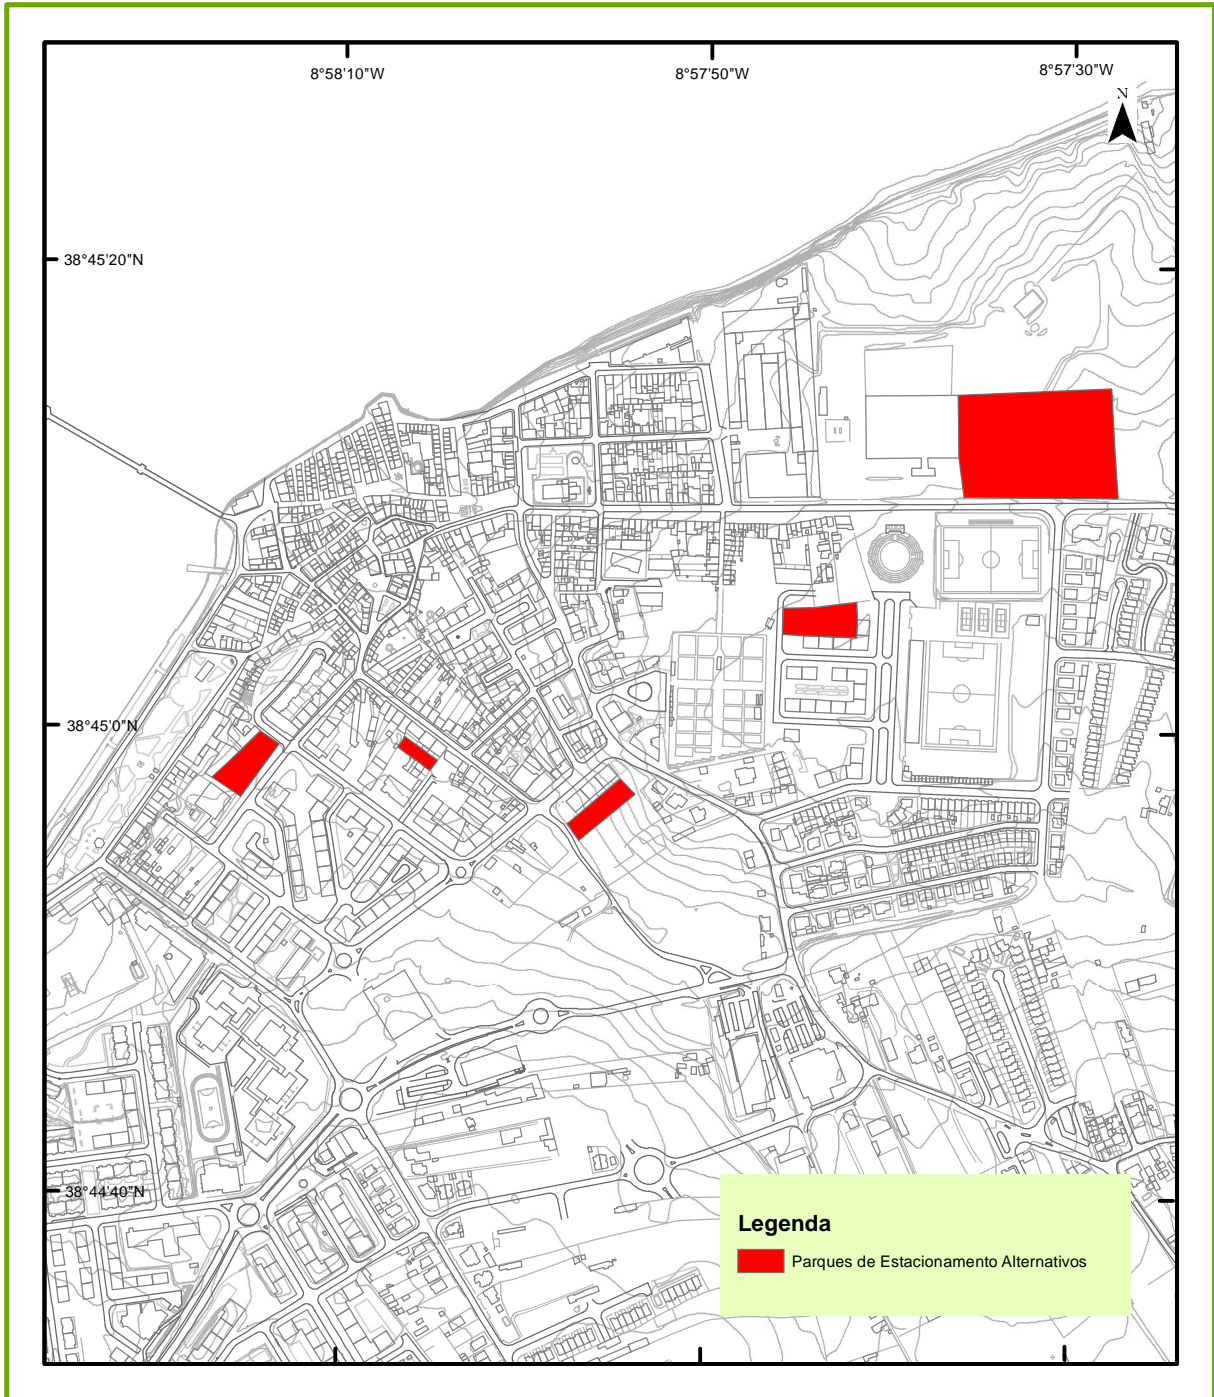 8°58'10"W
8°57'50"W
8°57'30"W
N
38°45'20"N
38°45'0"N
38°44'40"N
Legenda
Parques de Estacionamento Alternativos